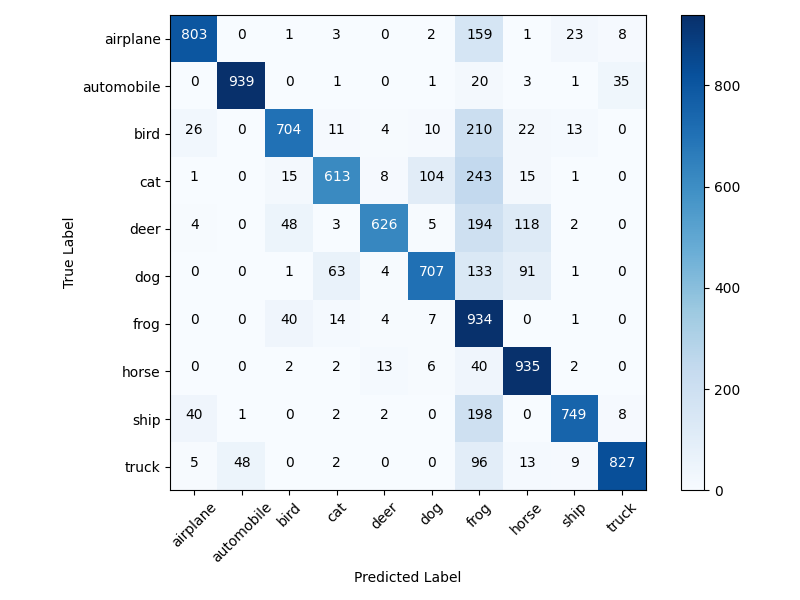 airplane 803 0 1 3 0 2 159 1 23 8
automobile 0 939 0 1 0 1 20 3 1 35
bird 26 0 704 11 4 10 210 22 13 0
cat 1 0 15 613 8 104 243 15 1 0
deer 4 0 48 3 626 5 194 118 2 0
dog 0 0 1 63 4 707 133 91 1 0
frog 0 0 40 14 4 7 934 0 1 0
horse 0 0 2 2 13 6 40 935 2 0
ship 40 1 0 2 2 0 198 0 749 8
truck 5 48 0 2 0 0 96 13 9 827
airplane automobile bird cat deer dog frog horse ship truck
Predicted Label
True Label
800
600
400
200
0